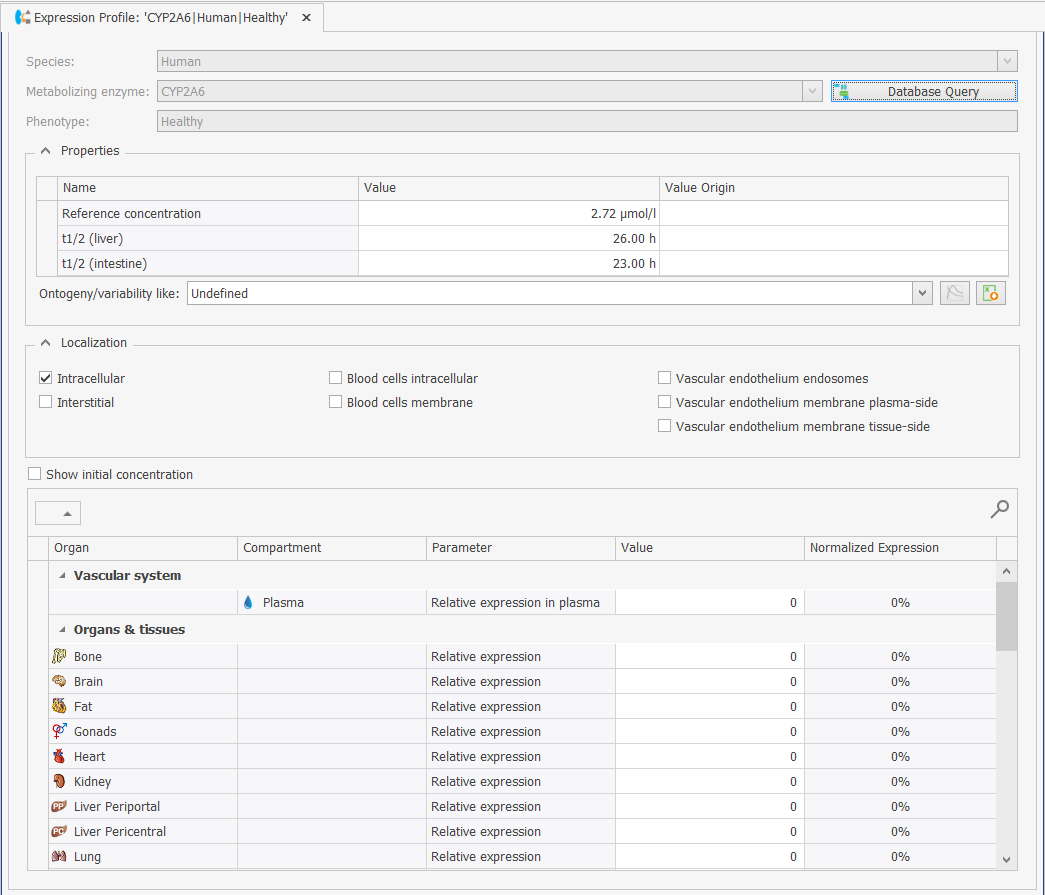 Expression Profile: 'CYP2A6|Human|Healthy'
Species: Human
Metabolizing enzyme: CYP2A6 Database Query
Phenotype: Healthy
Properties
Name Value Value Origin
Reference concentration 2.72 µmol/l
t1/2 (liver) 26.00 h
t1/2 (intestine) 23.00 h
Ontogeny/variability like: Undefined
Localization
Intracellular Blood cells intracellular Vascular endothelium endosomes
Interstitial Blood cells membrane Vascular endothelium membrane plasma-side
Vascular endothelium membrane tissue-side
Show initial concentration
Organ Compartment Parameter Value Normalized Expression
Vascular system
Plasma Relative expression in plasma 0 0%
Organs & tissues
Bone Relative expression 0 0%
Brain Relative expression 0 0%
Fat Relative expression 0 0%
Gonads Relative expression 0 0%
Heart Relative expression 0 0%
Kidney Relative expression 0 0%
PP Liver Periportal Relative expression 0 0%
PC Liver Pericentral Relative expression 0 0%
Lung Relative expression 0 0%